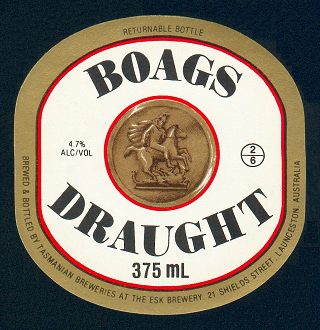 RETURNABLE BOTTLE
BOAGS
4.7%
ALC/VOL
2
6
DRAUGHT
375 mL
BREWED & BOTTLED BY TASMANIAN BREWERIES AT THE ESK BREWERY, 21 SHIELDS STREET, LAUNCESTON, AUSTRALIA